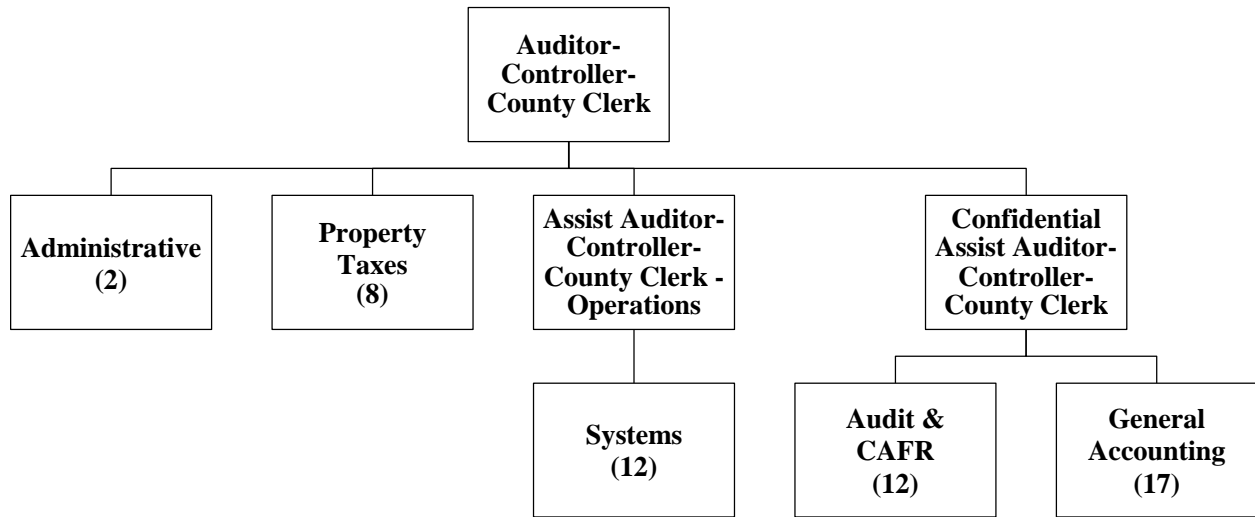 Auditor-
Controller-
County Clerk
Administrative
(2)
Property
Taxes
(8)
Assist Auditor-
Controller-
County Clerk -
Operations
Confidential
Assist Auditor-
Controller-
County Clerk
Systems
(12)
Audit &
CAFR
(12)
General
Accounting
(17)